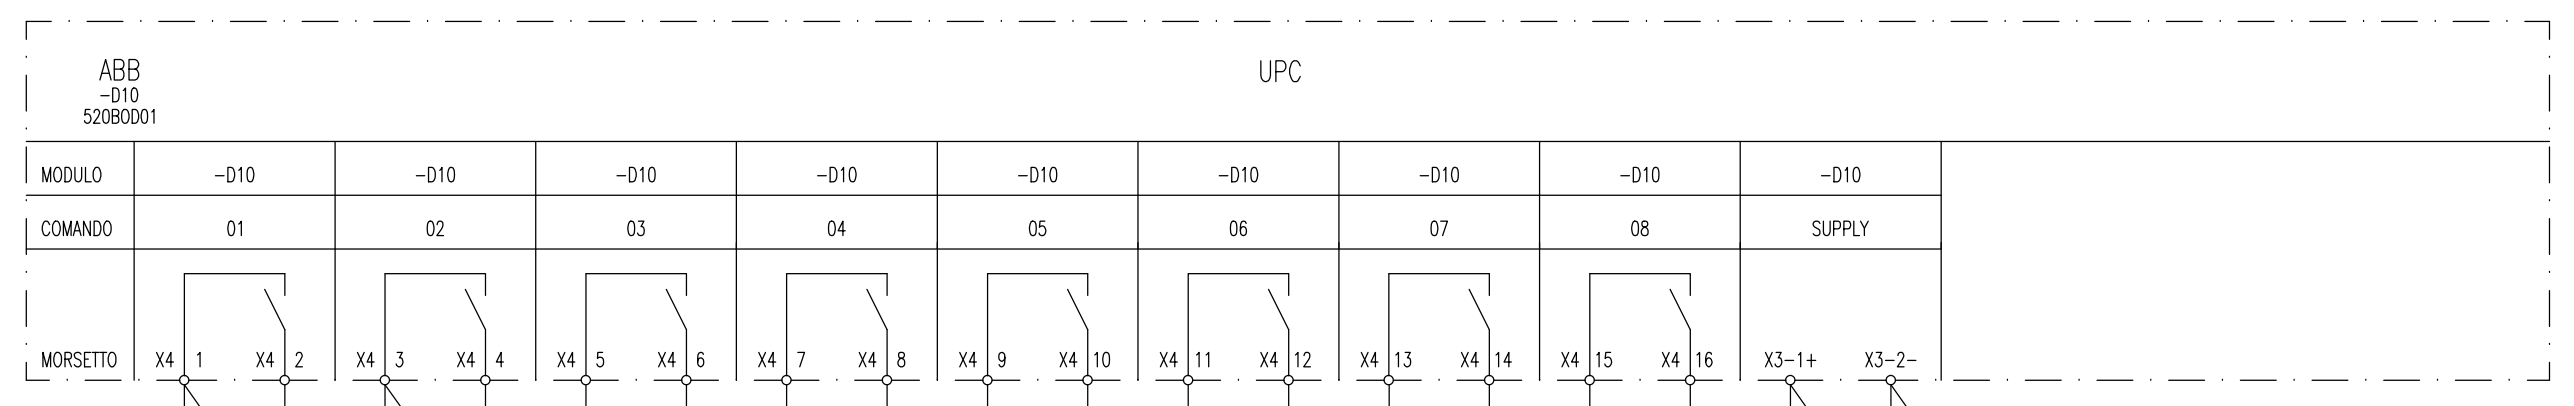 ABB
-D10
520BOD01
UPC
MODULO -D10 -D10 -D10 -D10 -D10 -D10 -D10 -D10 -D10
COMANDO 01 02 03 04 05 06 07 08 SUPPLY
MORSETTO X4 1 X4 2 X4 3 X4 4 X4 5 X4 6 X4 7 X4 8 X4 9 X4 10 X4 11 X4 12 X4 13 X4 14 X4 15 X4 16 X3-1+ X3-2-